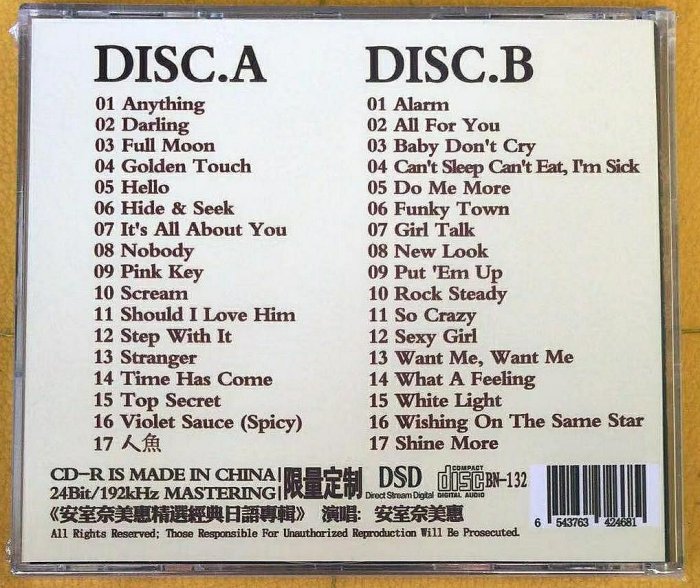 DISC.A
01 Anything
02 Darling
03 Full Moon
04 Golden Touch
05 Hello
06 Hide & Seek
07 It's All About You
08 Nobody
09 Pink Key
10 Scream
11 Should I Love Him
12 Step With It
13 Stranger
14 Time Has Come
15 Top Secret
16 Violet Sauce (Spicy)
17 人魚
DISC.B
01 Alarm
02 All For You
03 Baby Don't Cry
04 Can't Sleep Can't Eat, I'm Sick
05 Do Me More
06 Funky Town
07 Girl Talk
08 New Look
09 Put 'Em Up
10 Rock Steady
11 So Crazy
12 Sexy Girl
13 Want Me, Want Me
14 What A Feeling
15 White Light
16 Wishing On The Same Star
17 Shine More
CD-R IS MADE IN CHINA
24Bit/192kHz MASTERING
限量定制
DSD
Direct Stream Digital
COMPACT
disc
DIGITAL AUDIO
BN-132
《安室奈美惠精選經典日語專輯》 演唱: 安室奈美惠
All Rights Reserved; Those Responsible For Unauthorized Reproduction Will Be Prosecuted.
6 543763 424681